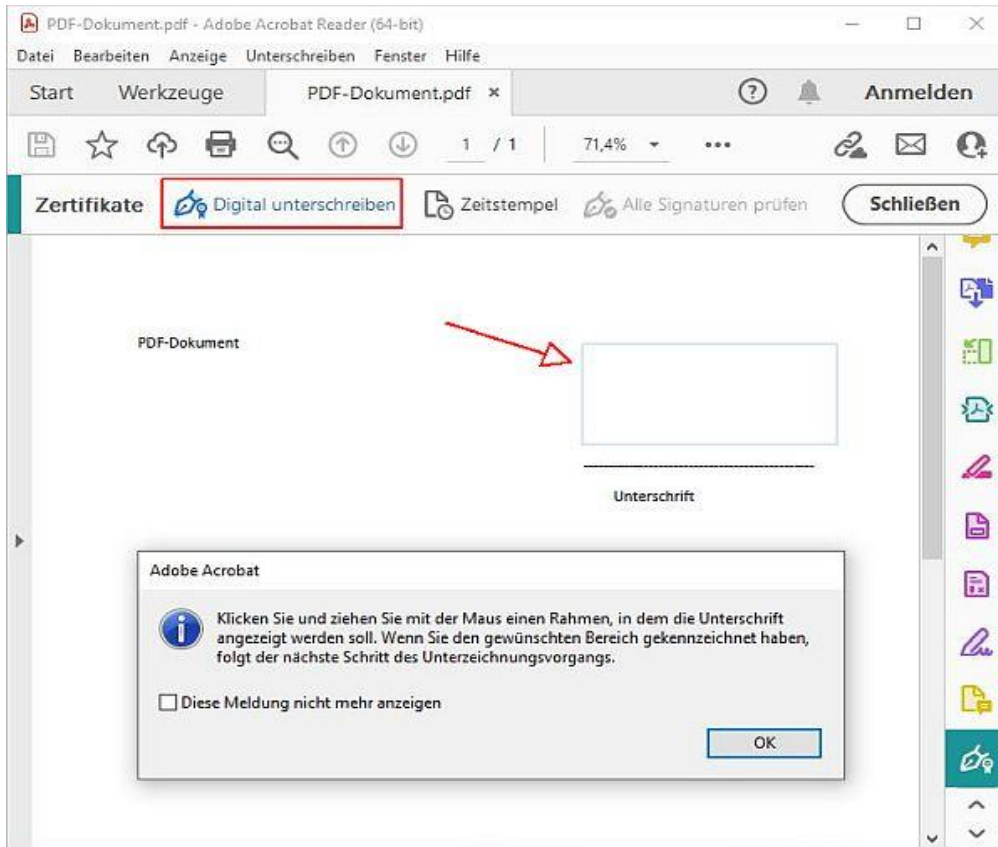 PDF-Dokument.pdf - Adobe Acrobat Reader (64-bit)
Datei Bearbeiten Anzeige Unterschreiben Fenster Hilfe
Start Werkzeuge PDF-Dokument.pdf × Anmelden
1 / 1 71,4%
Zertifikate Digital unterschreiben Zeitstempel Alle Signaturen prüfen Schließen
PDF-Dokument
Unterschrift
Adobe Acrobat
Klicken Sie und ziehen Sie mit der Maus einen Rahmen, in dem die Unterschrift
angezeigt werden soll. Wenn Sie den gewünschten Bereich gekennzeichnet haben,
folgt der nächste Schritt des Unterzeichnungsvorgangs.
Diese Meldung nicht mehr anzeigen
OK